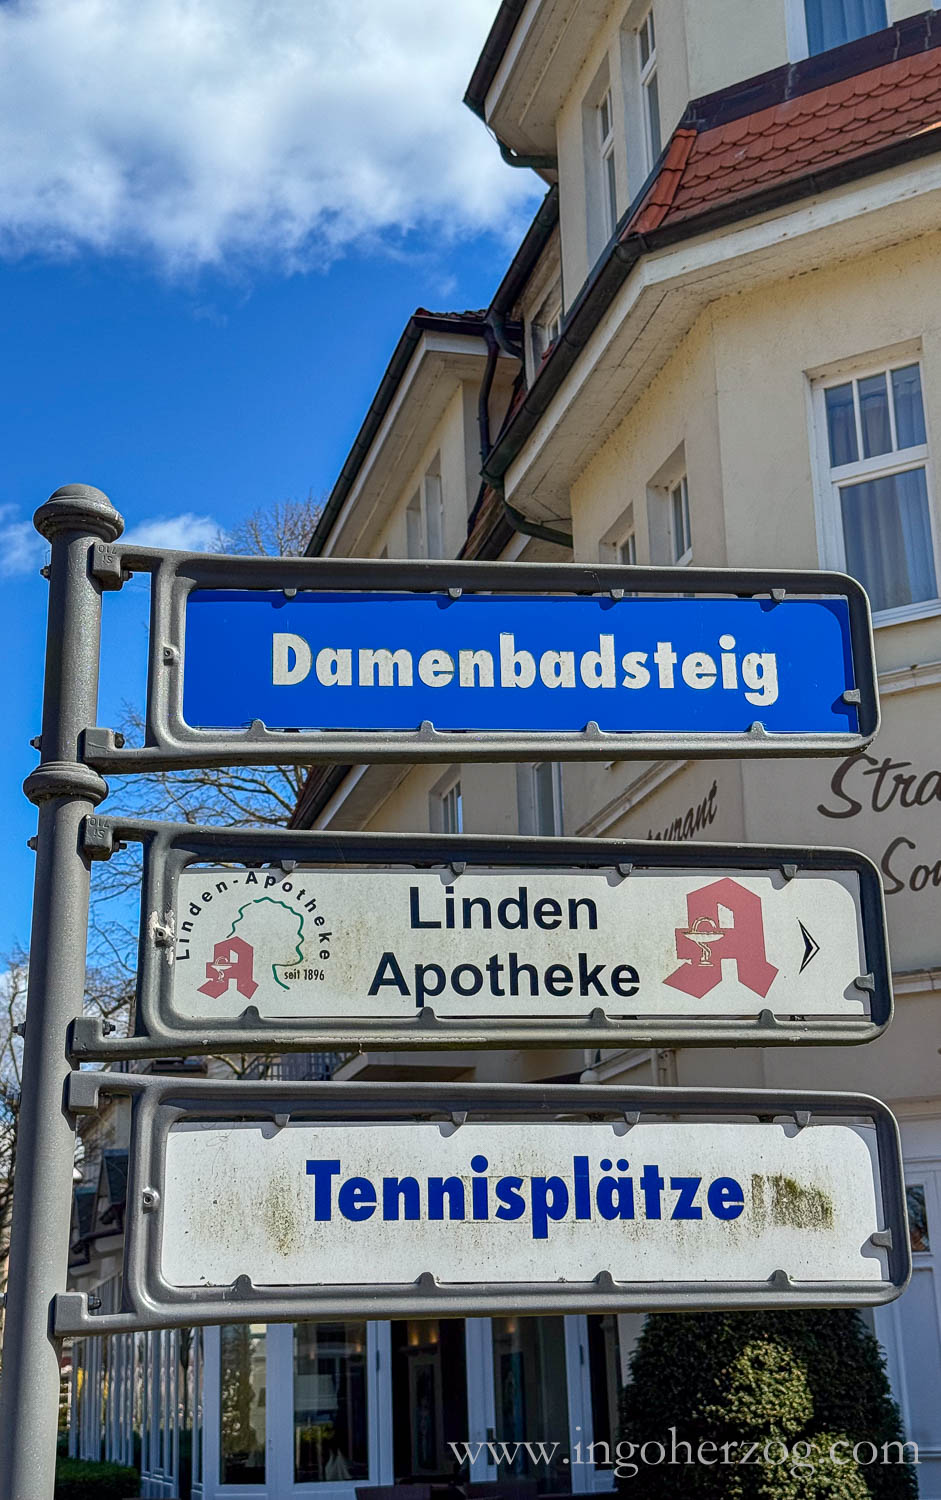 Damenbadsteig
Linden-Apotheke
seit 1896
Linden
Apotheke
Tennisplätze
www.ingoherzog.com